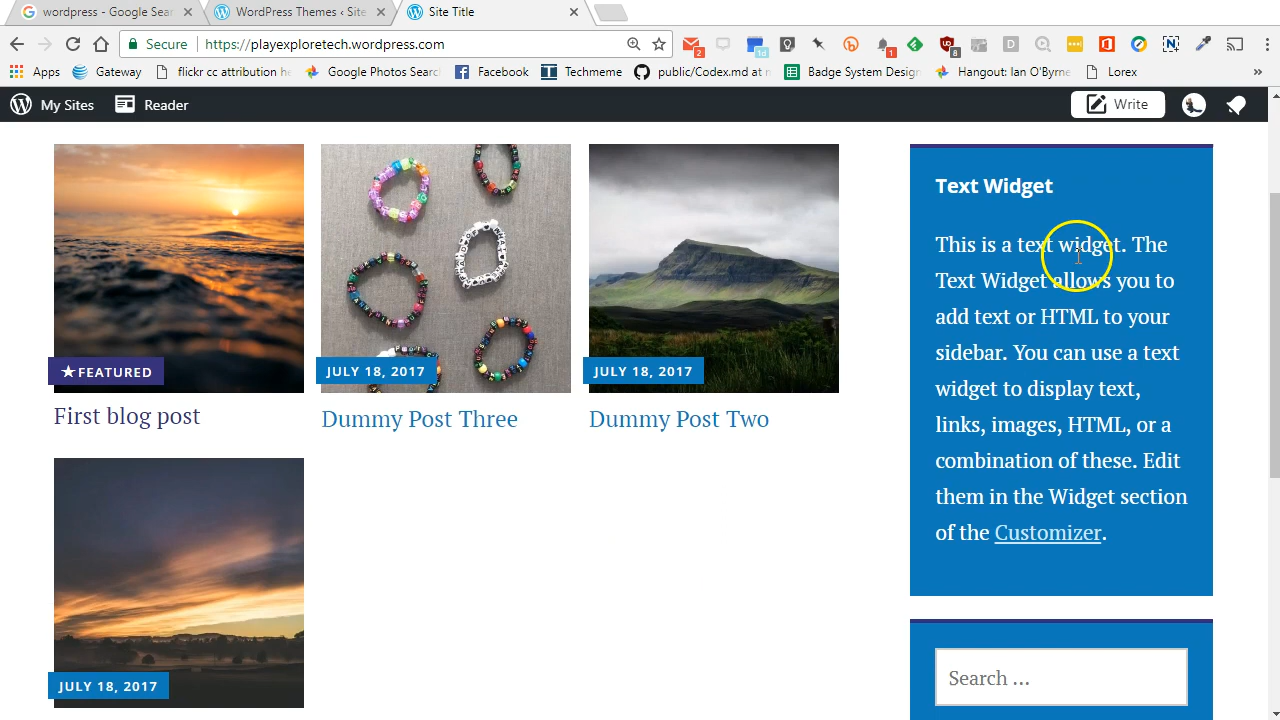 wordpress - Google Sear
WordPress Themes ‹ Site
Site Title
Secure
https://playexploretech.wordpress.com
2
1d
1
8
Apps
Gateway
flickr cc attribution h
Google Photos Searc
Facebook
Techmeme
public/Code.md at m
Badge System Design
Hangout: Ian O'Byrne
Lorex
»
My Sites
Reader
Write
★FEATURED
First blog post
JULY 18, 2017
Dummy Post Three
JULY 18, 2017
Dummy Post Two
JULY 18, 2017
Text Widget
This is a text widget. The
Text Widget allows you to
add text or HTML to your
sidebar. You can use a text
widget to display text,
links, images, HTML, or a
combination of these. Edit
them in the Widget section
of the Customizer.
Search ...